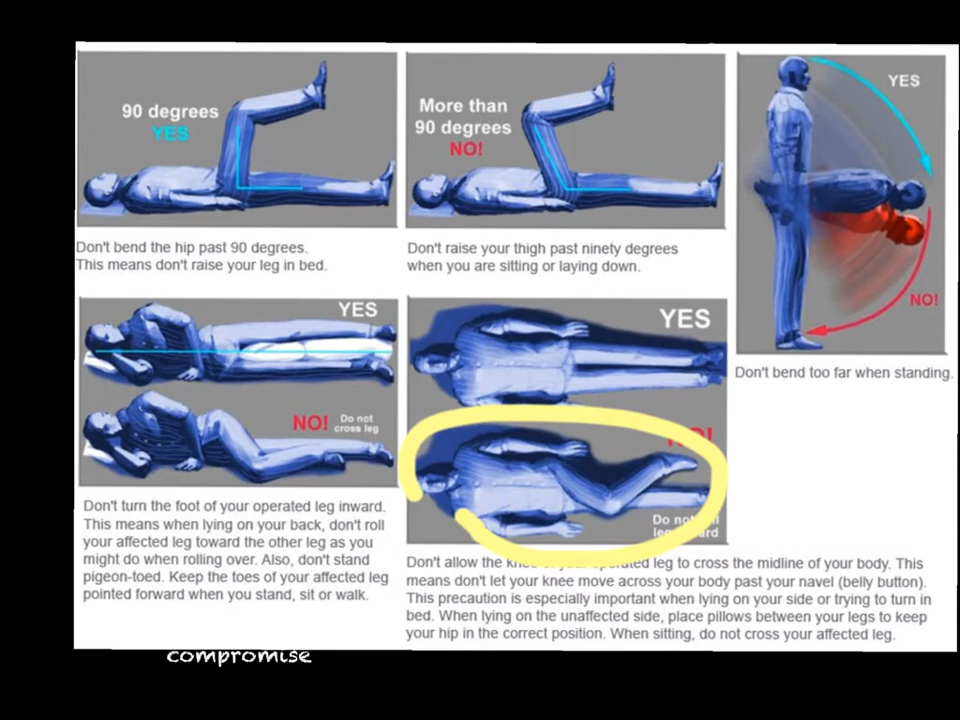 90 degrees
YES
More than
90 degrees
NO!
YES
NO!
Don't bend the hip past 90 degrees.
This means don't raise your leg in bed.
Don't raise your thigh past ninety degrees
when you are sitting or laying down.
Don't bend too far when standing.
YES
NO! Do not
cross leg
YES
NO!
Do not
Don't turn the foot of your operated leg inward.
This means when lying on your back, don't roll
your affected leg toward the other leg as you
might do when rolling over. Also, don't stand
pigeon-toed. Keep the toes of your affected leg
pointed forward when you stand, sit or walk.
Don't allow the knee of your operated leg to cross the midline of your body. This
means don't let your knee move across your body past your navel (belly button).
This precaution is especially important when lying on your side or trying to turn in
bed. When lying on the unaffected side, place pillows between your legs to keep
your hip in the correct position. When sitting, do not cross your affected leg.
compromise